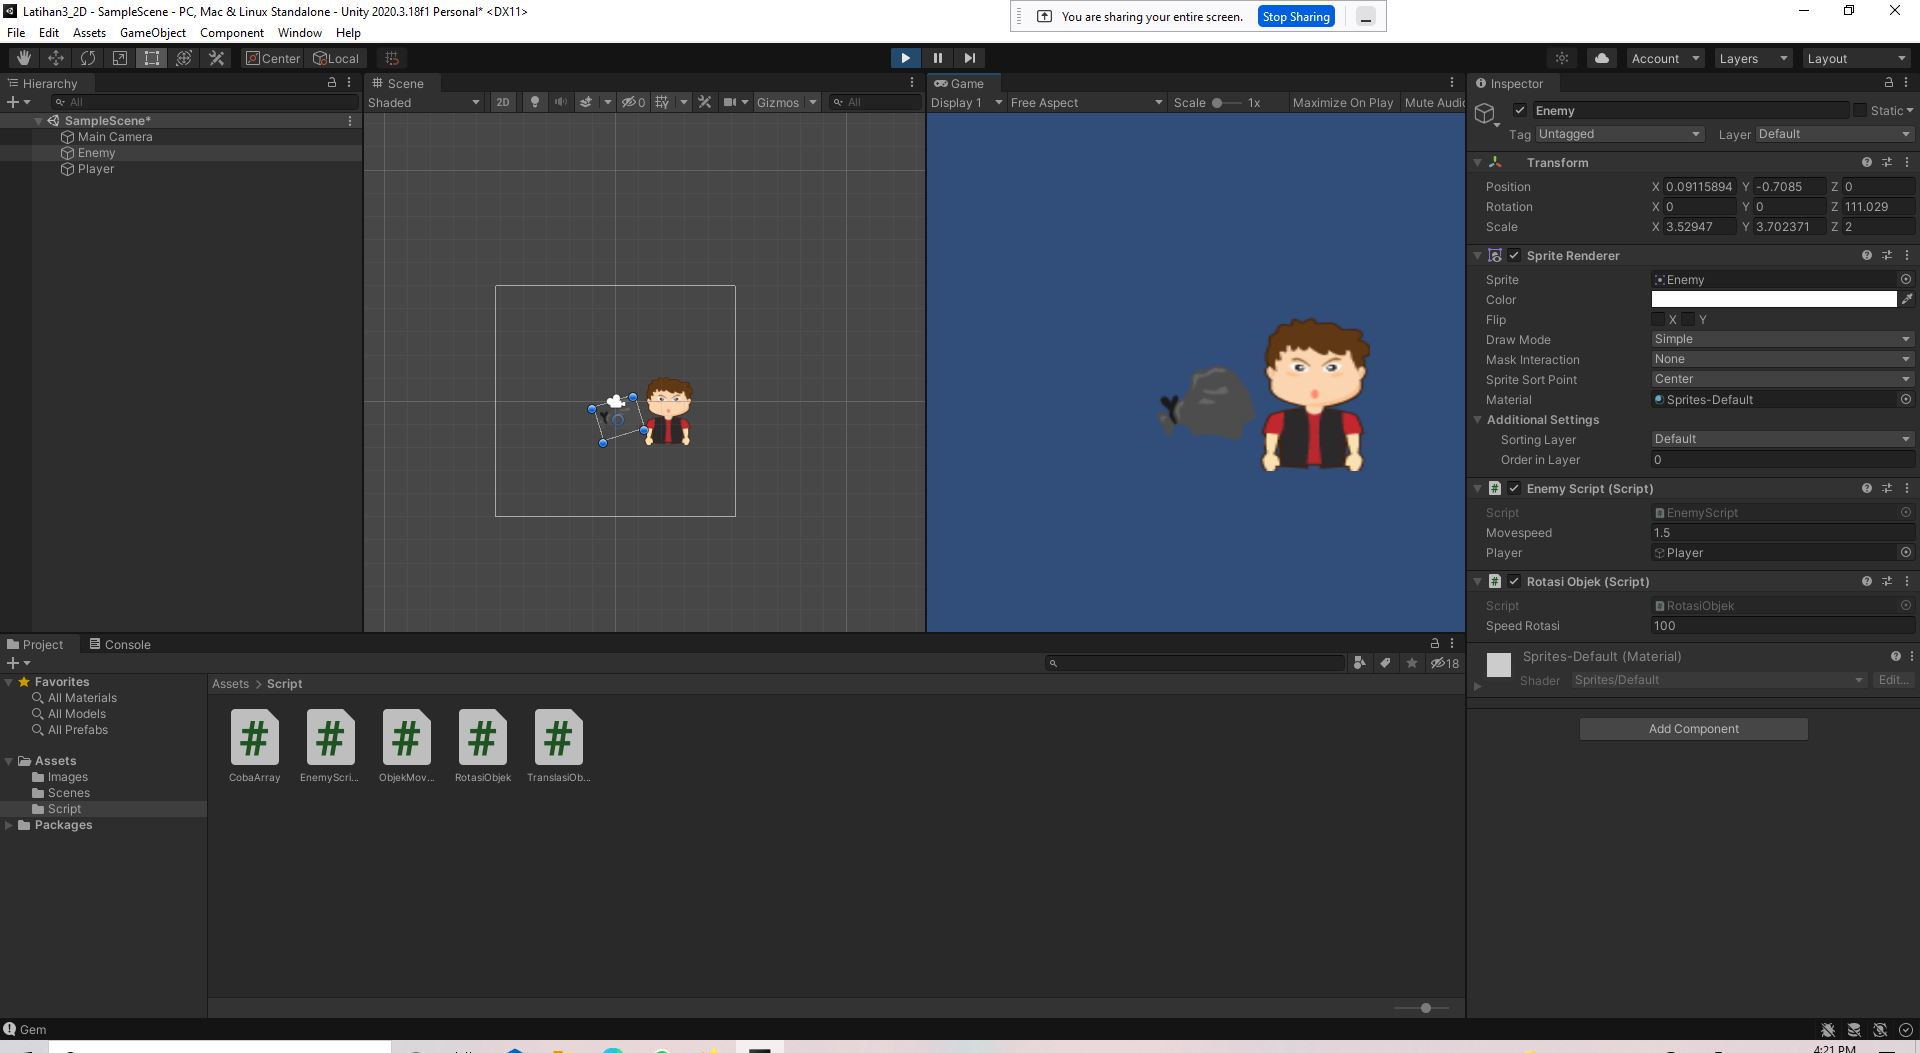 Latihan3_2D - SampleScene - PC, Mac & Linux Standalone - Unity 2020.3.18f1 Personal* <DX11>
You are sharing your entire screen. Stop Sharing
File Edit Assets GameObject Component Window Help
Center Local
Account Layers Layout
Hierarchy
All
SampleScene*
Main Camera
Enemy
Player
Scene
Shaded 2D 0 Gizmos All
Game
Display 1 Free Aspect Scale 1x Maximize On Play Mute Audio
Inspector
Enemy Static
Tag Untagged Layer Default
Transform
Position X 0.09115894 Y -0.7085 Z 0
Rotation X 0 Y 0 Z 111.029
Scale X 3.52947 Y 3.702371 Z 2
Sprite Renderer
Sprite Enemy
Color
Flip X Y
Draw Mode Simple
Mask Interaction None
Sprite Sort Point Center
Material Sprites-Default
Additional Settings
Sorting Layer Default
Order in Layer 0
# Enemy Script (Script)
Script EnemyScript
Movespeed 1.5
Player Player
# Rotasi Objek (Script)
Script RotasiObjek
Speed Rotasi 100
Sprites-Default (Material)
Shader Sprites/Default Edit...
Add Component
Project Console
18
Favorites
All Materials
All Models
All Prefabs
Assets
Images
Scenes
Script
Packages
Assets > Script
# # # # #
CobaArray EnemyScri... ObjekMov... RotasiObjek TranslasiOb...
Gem
4:21 PM